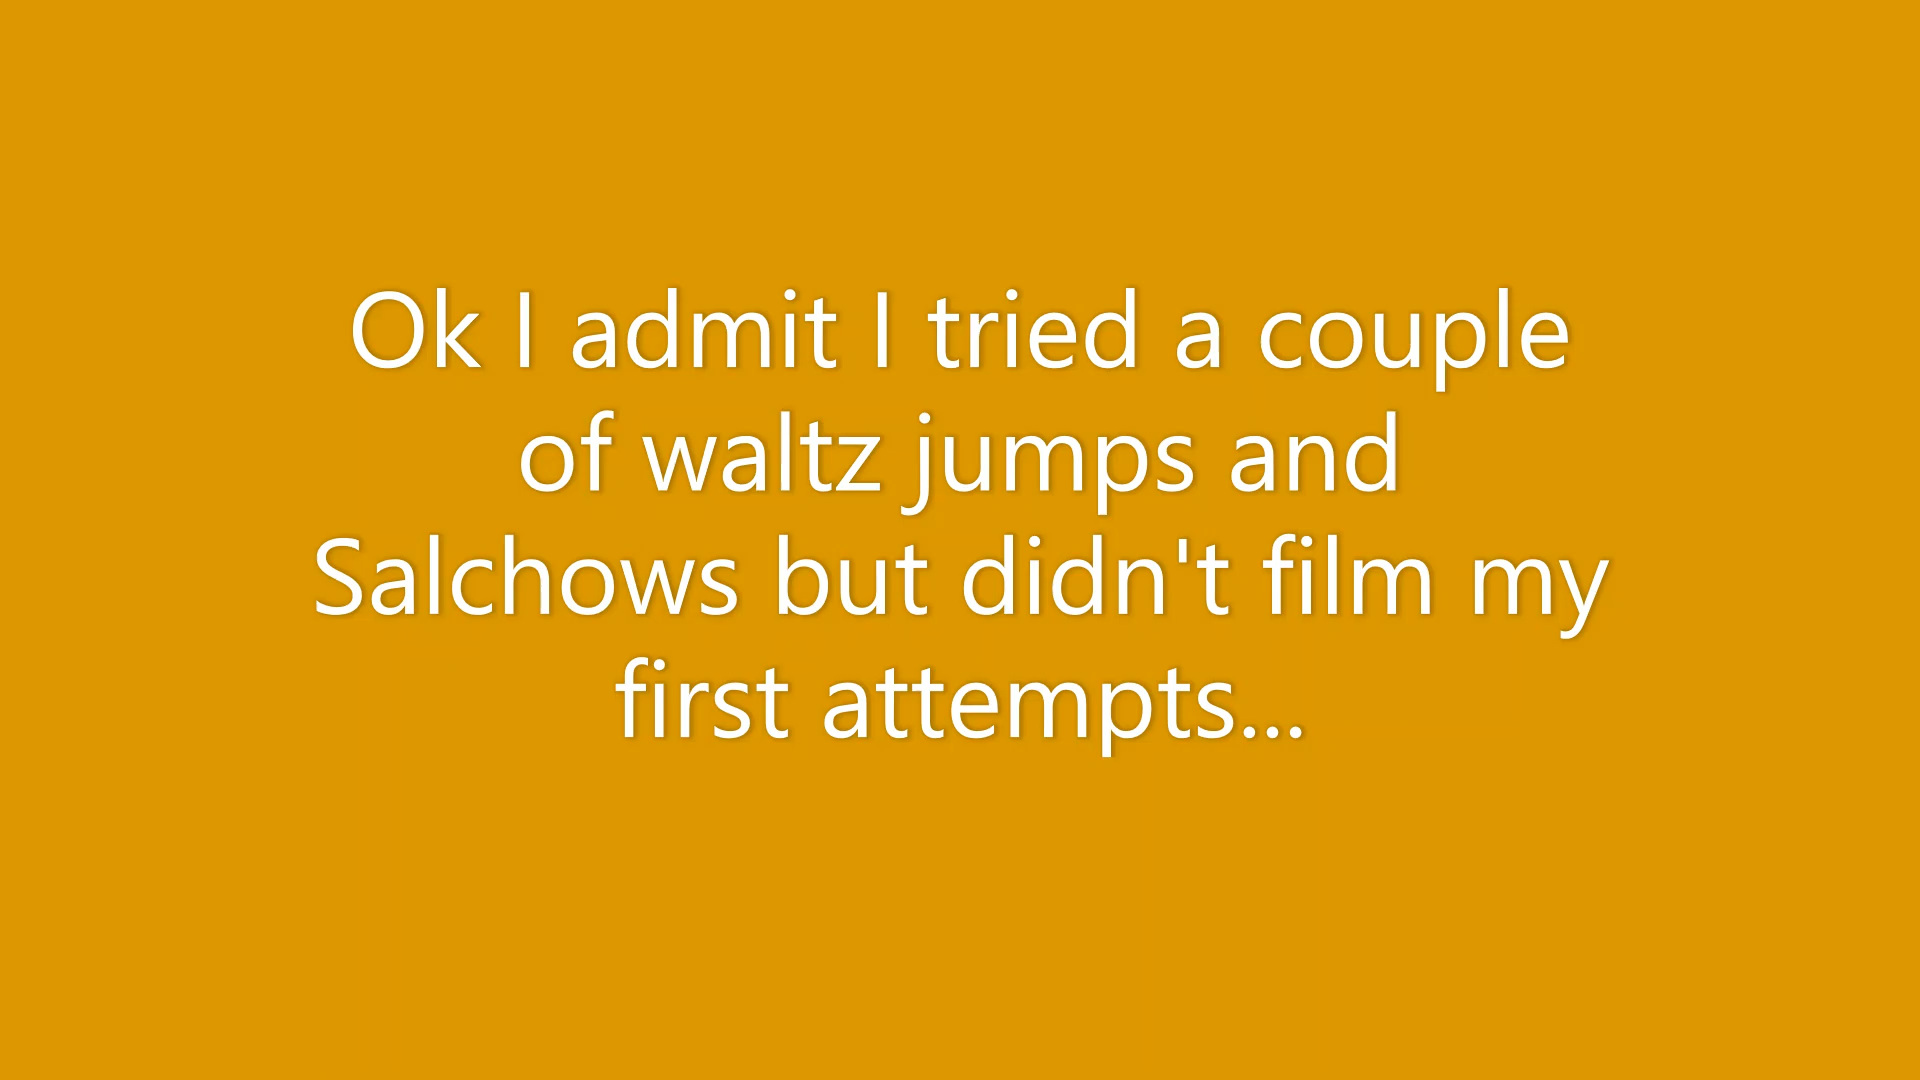 Ok I admit I tried a couple
of waltz jumps and
Salchows but didn't film my
first attempts...